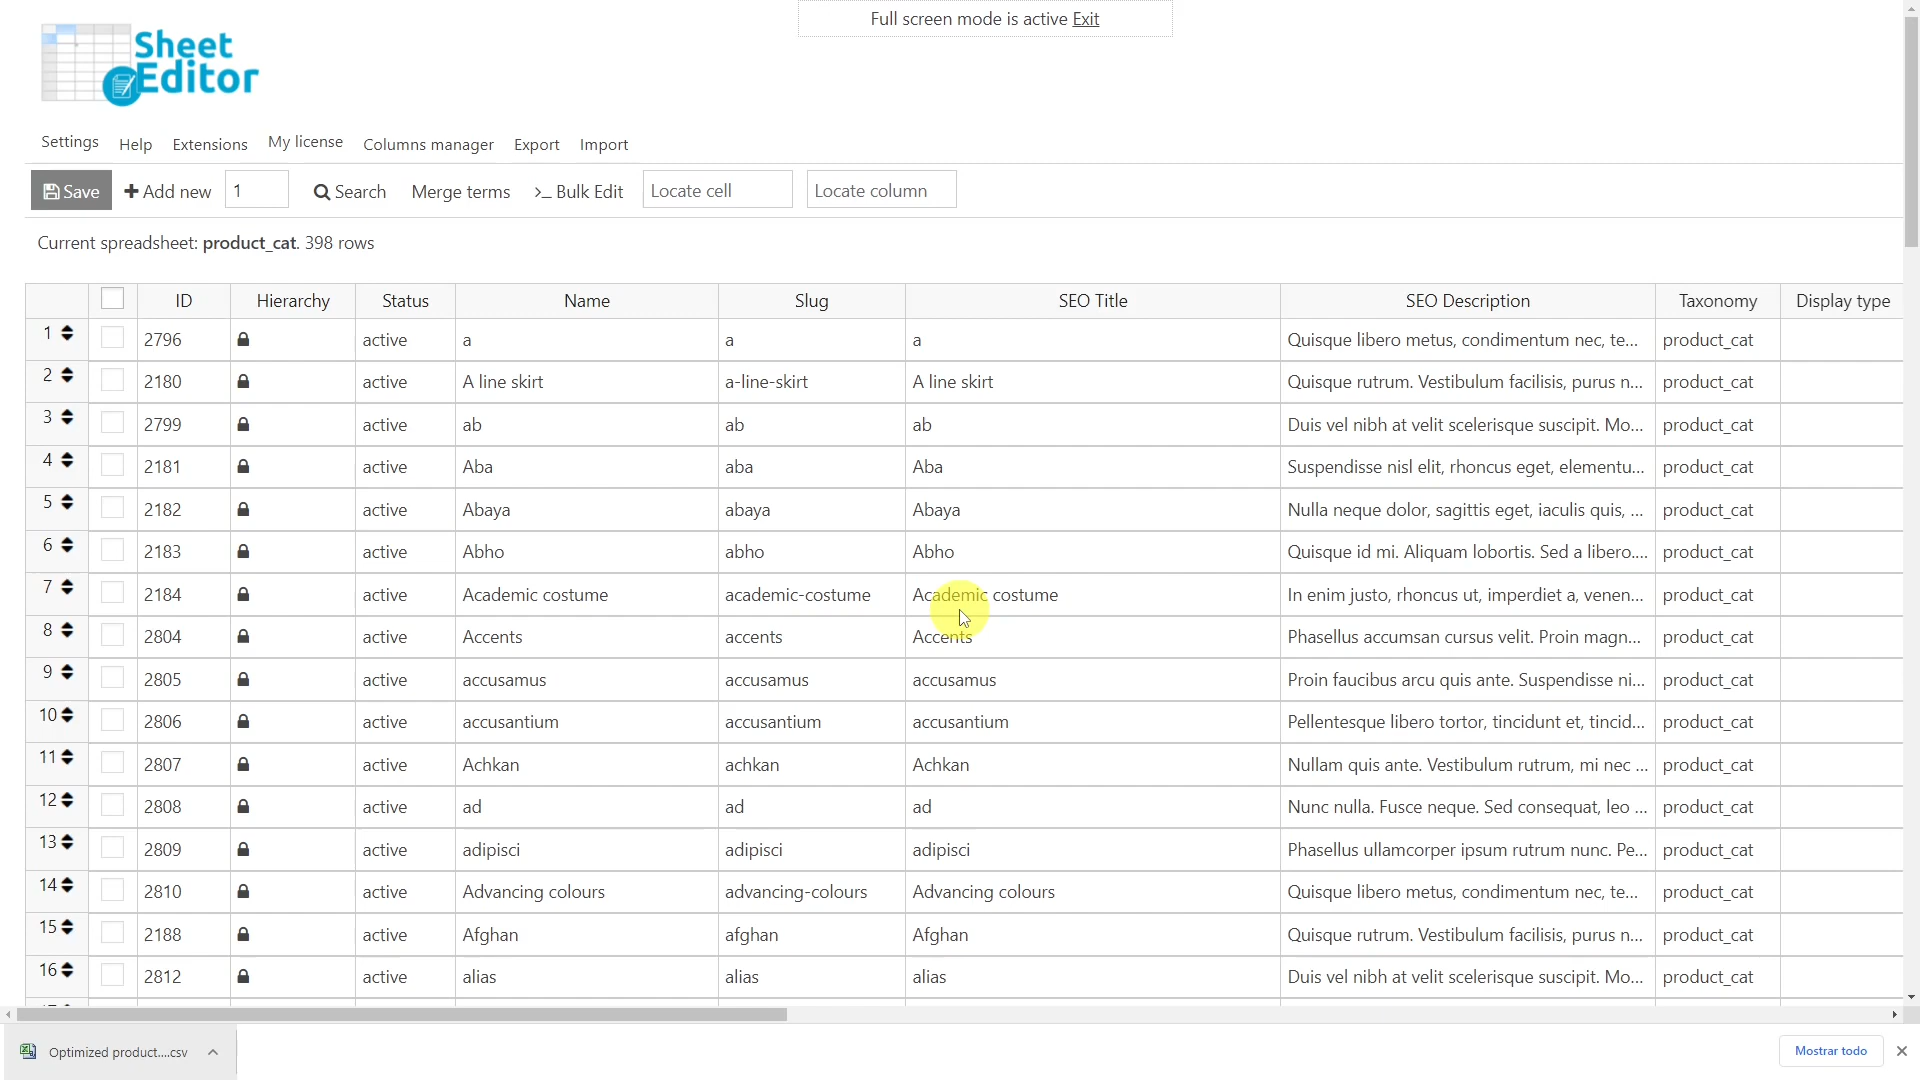 Full screen mode is active Exit
Sheet
Editor
Settings Help Extensions My license Columns manager Export Import
Save Add new 1 Search Merge terms >_ Bulk Edit Locate cell Locate column
Current spreadsheet: product_cat. 398 rows
ID Hierarchy Status Name Slug SEO Title SEO Description Taxonomy Display type
1 2796 active a a a Quisque libero metus, condimentum nec, te... product_cat
2 2180 active A line skirt a-line-skirt A line skirt Quisque rutrum. Vestibulum facilisis, purus n... product_cat
3 2799 active ab ab ab Duis vel nibh at velit scelerisque suscipit. Mo... product_cat
4 2181 active Aba aba Aba Suspendisse nisl elit, rhoncus eget, elementu... product_cat
5 2182 active Abaya abaya Abaya Nulla neque dolor, sagittis eget, iaculis quis, ... product_cat
6 2183 active Abho abho Abho Quisque id mi. Aliquam lobortis. Sed a libero.... product_cat
7 2184 active Academic costume academic-costume Academic costume In enim justo, rhoncus ut, imperdiet a, venen... product_cat
8 2804 active Accents accents Accents Phasellus accumsan cursus velit. Proin magn... product_cat
9 2805 active accusamus accusamus accusamus Proin faucibus arcu quis ante. Suspendisse ni... product_cat
10 2806 active accusantium accusantium accusantium Pellentesque libero tortor, tincidunt et, tincid... product_cat
11 2807 active Achkan achkan Achkan Nullam quis ante. Vestibulum rutrum, mi nec ... product_cat
12 2808 active ad ad ad Nunc nulla. Fusce neque. Sed consequat, leo ... product_cat
13 2809 active adipisci adipisci adipisci Phasellus ullamcorper ipsum rutrum nunc. Pe... product_cat
14 2810 active Advancing colours advancing-colours Advancing colours Quisque libero metus, condimentum nec, te... product_cat
15 2188 active Afghan afghan Afghan Quisque rutrum. Vestibulum facilisis, purus n... product_cat
16 2812 active alias alias alias Duis vel nibh at velit scelerisque suscipit. Mo... product_cat
Optimized product....csv Mostrar todo